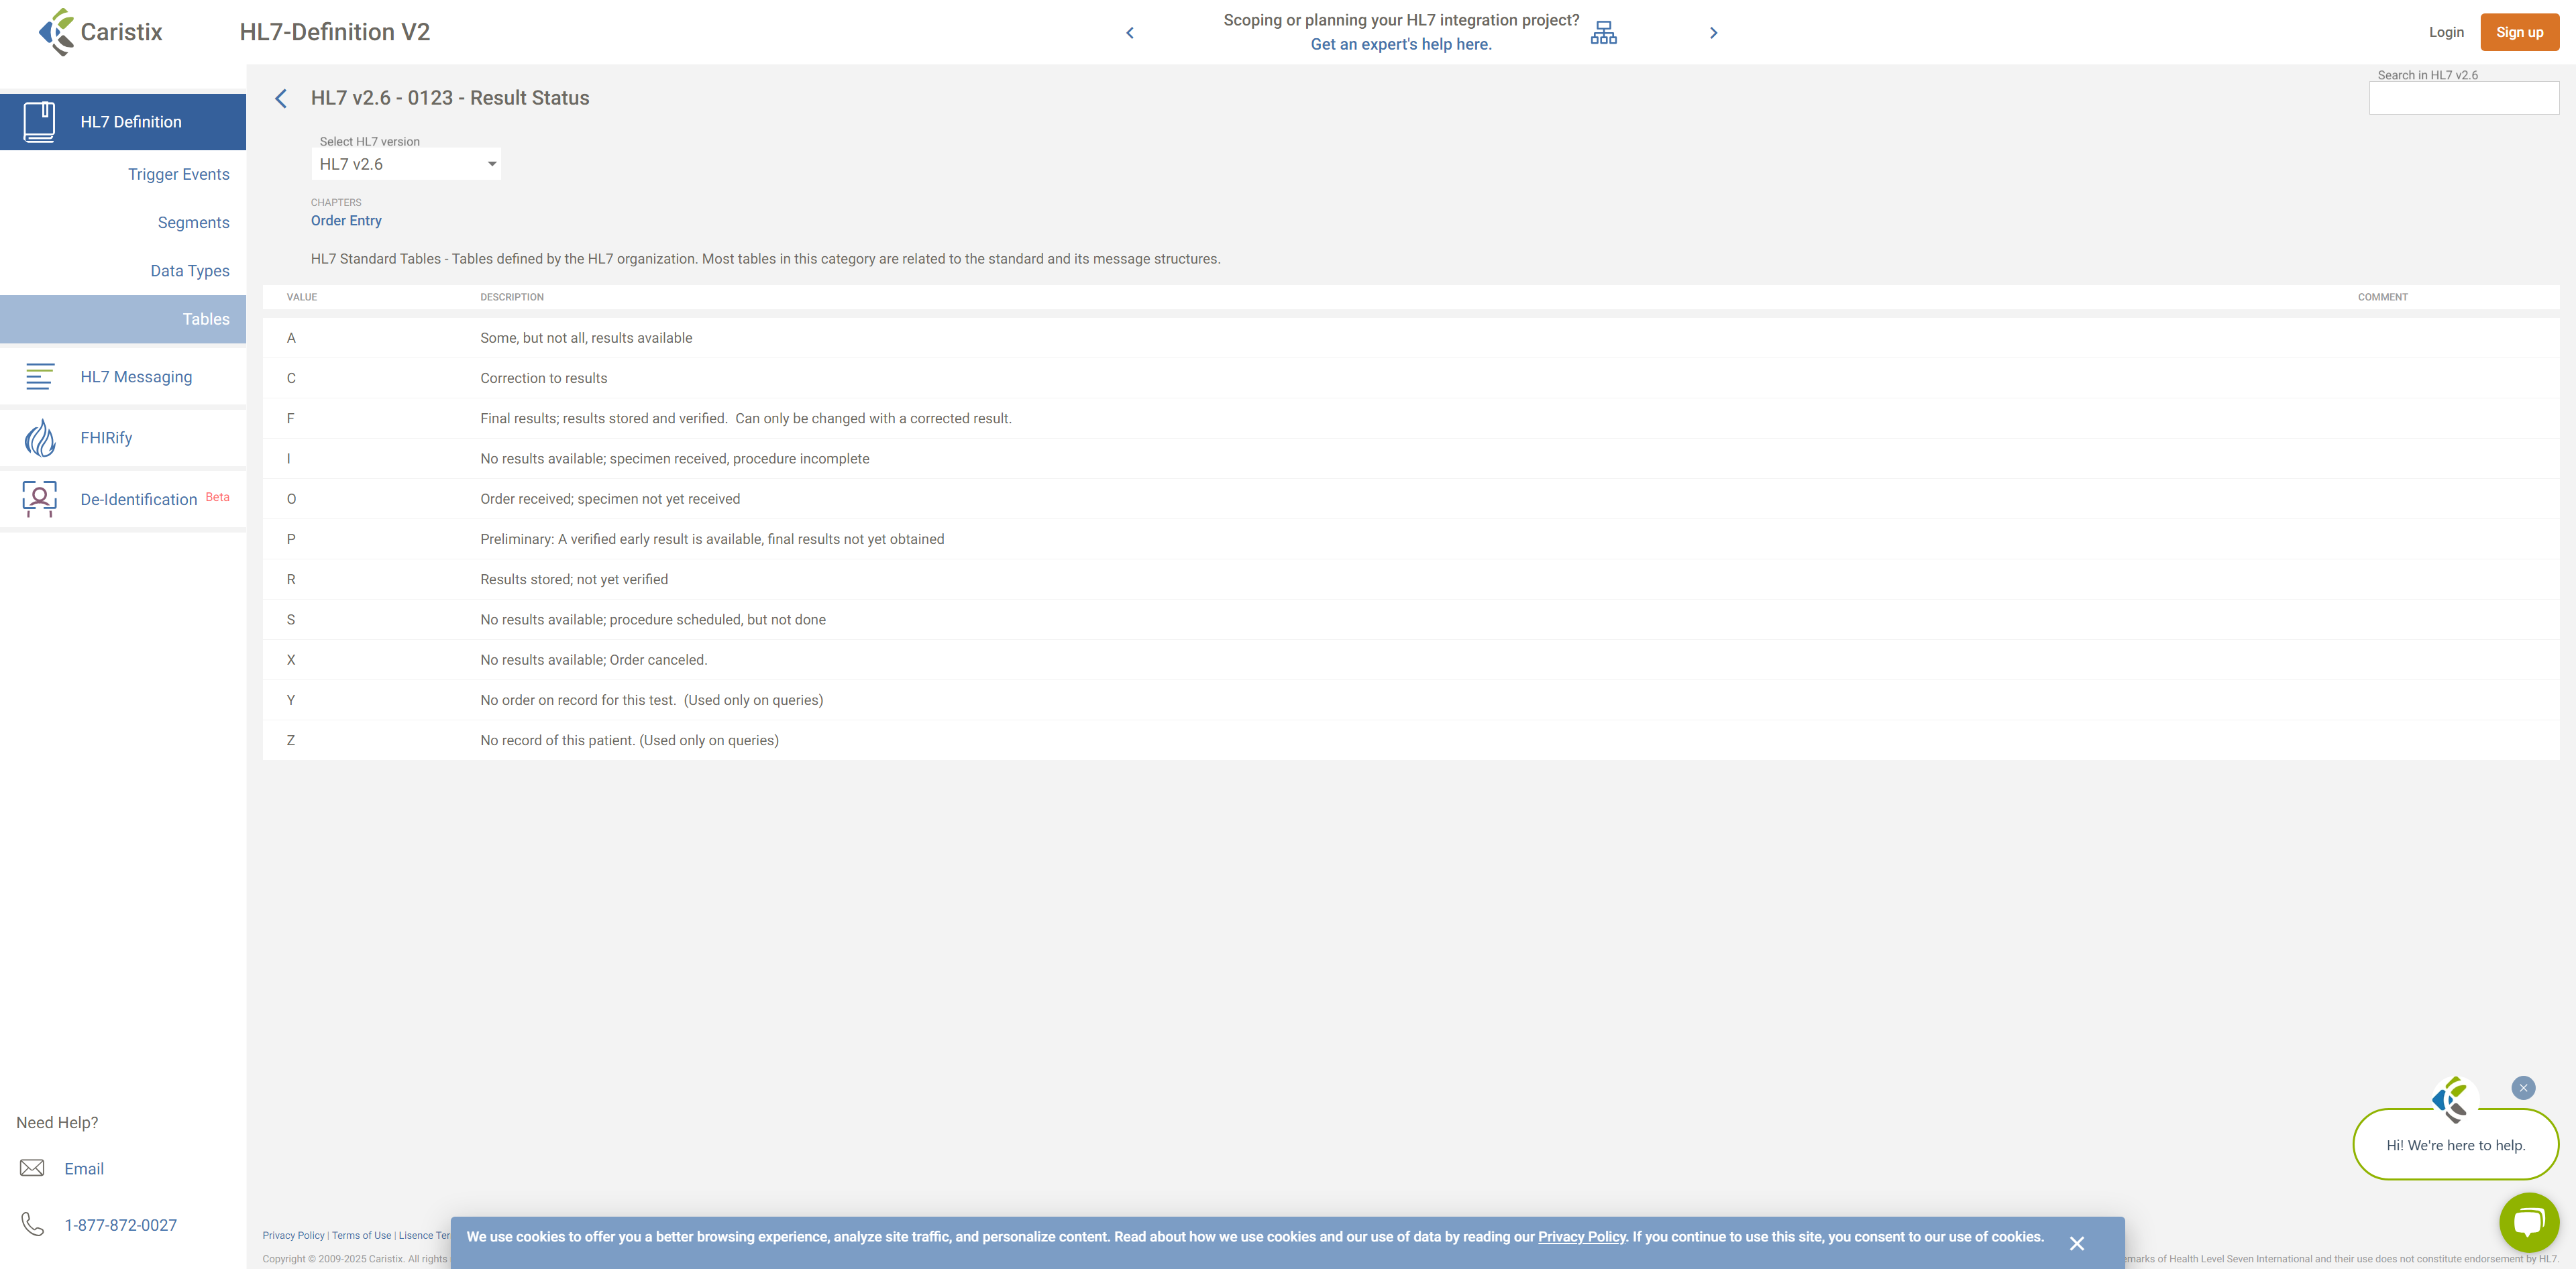 Caristix
HL7-Definition V2
Scoping or planning your HL7 integration project?
Get an expert's help here.
Login
Sign up
HL7 Definition
Trigger Events
Segments
Data Types
Tables
HL7 Messaging
FHIRify
De-Identification Beta
Need Help?
Email
1-877-872-0027
HL7 v2.6 - 0123 - Result Status
Search in HL7 v2.6
Select HL7 version
HL7 v2.6
CHAPTERS
Order Entry
HL7 Standard Tables - Tables defined by the HL7 organization. Most tables in this category are related to the standard and its message structures.
VALUE DESCRIPTION COMMENT
A Some, but not all, results available
C Correction to results
F Final results; results stored and verified.  Can only be changed with a corrected result.
I No results available; specimen received, procedure incomplete
O Order received; specimen not yet received
P Preliminary: A verified early result is available, final results not yet obtained
R Results stored; not yet verified
S No results available; procedure scheduled, but not done
X No results available; Order canceled.
Y No order on record for this test.  (Used only on queries)
Z No record of this patient. (Used only on queries)
Hi! We're here to help.
Privacy Policy | Terms of Use | Lisence Ter
We use cookies to offer you a better browsing experience, analyze site traffic, and personalize content. Read about how we use cookies and our use of data by reading our Privacy Policy. If you continue to use this site, you consent to our use of cookies.
Copyright © 2009-2025 Caristix. All rights
emarks of Health Level Seven International and their use does not constitute endorsement by HL7.